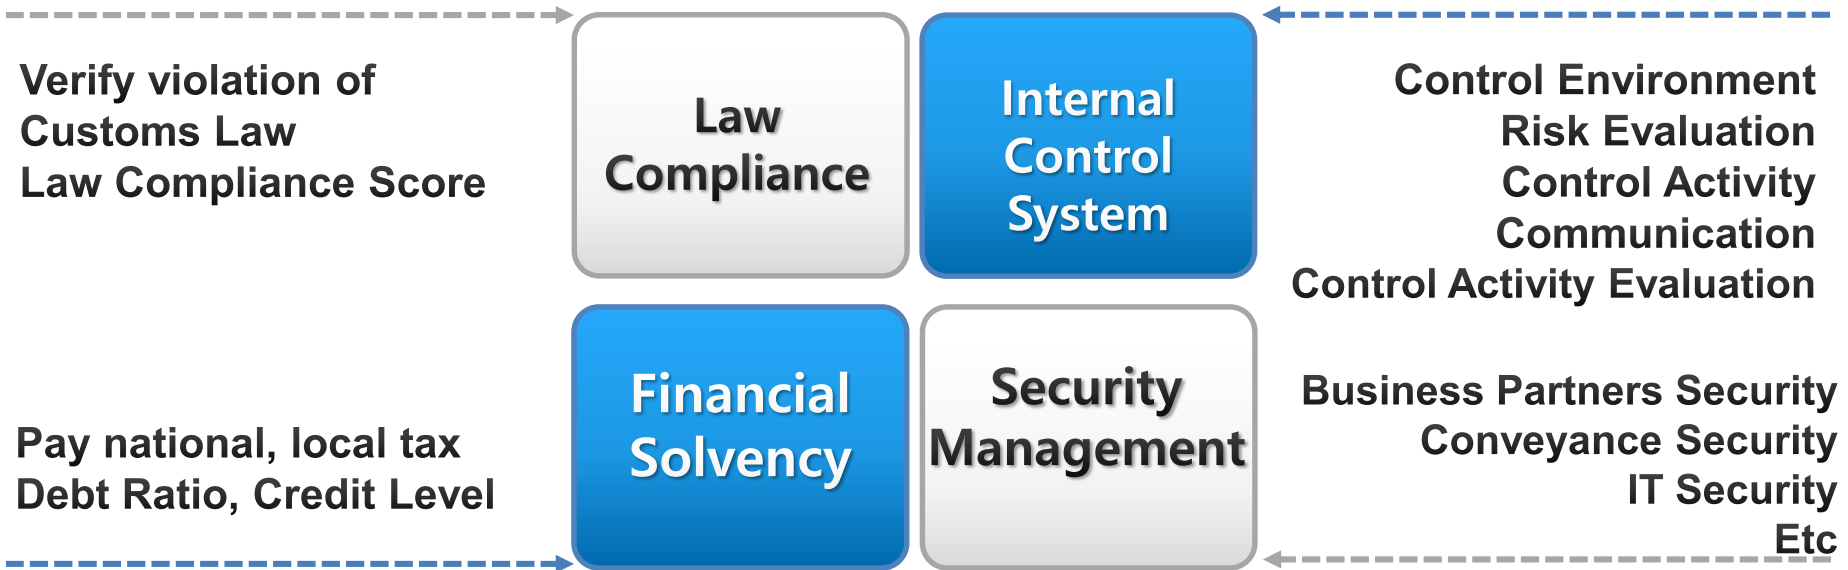 Verify violation of
Customs Law
Law Compliance Score
Law
Compliance
Internal
Control
System
Control Environment
Risk Evaluation
Control Activity
Communication
Control Activity Evaluation
Pay national, local tax
Debt Ratio, Credit Level
Financial
Solvency
Security
Management
Business Partners Security
Conveyance Security
IT Security
Etc